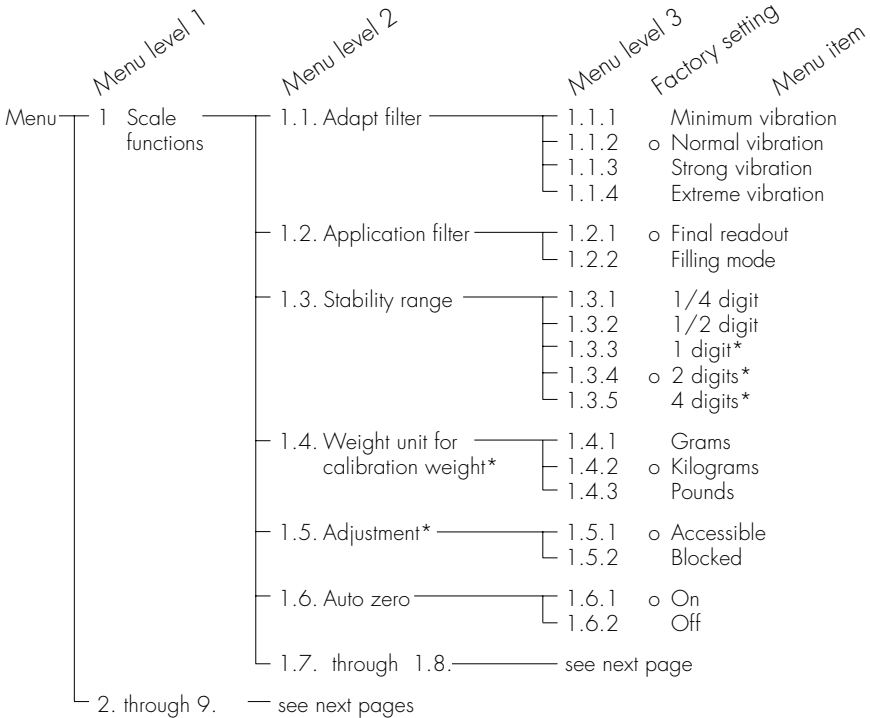 Menu level 1 Menu level 2 Menu level 3 Factory setting Menu item
Menu 1 Scale 1.1. Adapt filter 1.1.1 Minimum vibration
functions 1.1.2 o Normal vibration
1.1.3 Strong vibration
1.1.4 Extreme vibration
1.2. Application filter 1.2.1 o Final readout
1.2.2 Filling mode
1.3. Stability range 1.3.1 1/4 digit
1.3.2 1/2 digit
1.3.3 1 digit*
1.3.4 o 2 digits*
1.3.5 4 digits*
1.4. Weight unit for 1.4.1 Grams
calibration weight* 1.4.2 o Kilograms
1.4.3 Pounds
1.5. Adjustment* 1.5.1 o Accessible
1.5.2 Blocked
1.6. Auto zero 1.6.1 o On
1.6.2 Off
1.7. through 1.8. see next page
2. through 9. see next pages